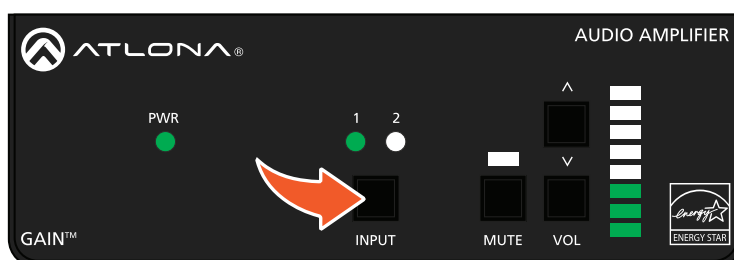 ATLONA®
AUDIO AMPLIFIER
PWR
1 2
GAIN™
INPUT
MUTE
VOL
energy
ENERGY STAR